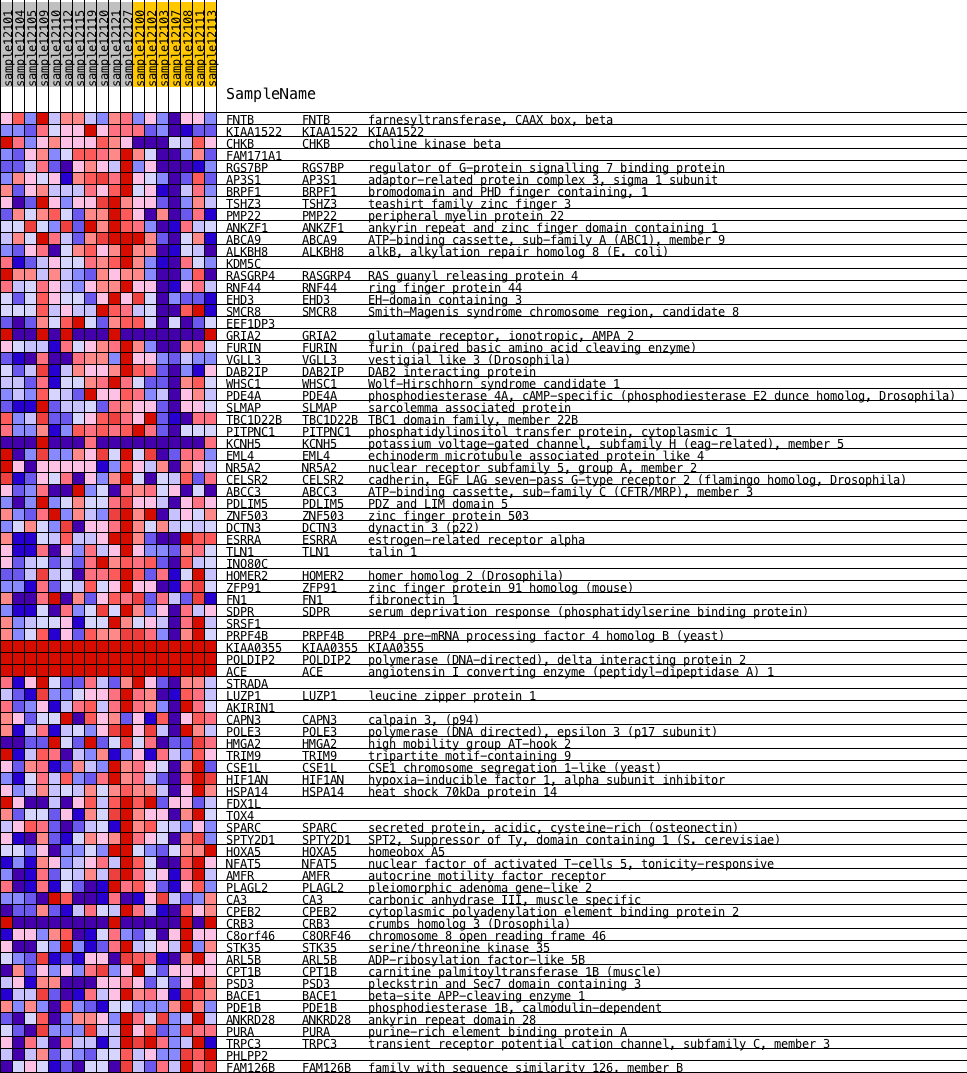 sample12101
sample12104
sample12105
sample12109
sample12110
sample12112
sample12115
sample12119
sample12120
sample12121
sample12127
sample12100
sample12102
sample12103
sample12107
sample12108
sample12111
sample12113
SampleName
FNTB FNTB farnesyltransferase, CAAX box, beta
KIAA1522 KIAA1522 KIAA1522
CHKB CHKB choline kinase beta
FAM171A1
RGS7BP RGS7BP regulator of G-protein signalling 7 binding protein
AP3S1 AP3S1 adaptor-related protein complex 3, sigma 1 subunit
BRPF1 BRPF1 bromodomain and PHD finger containing, 1
TSHZ3 TSHZ3 teashirt family zinc finger 3
PMP22 PMP22 peripheral myelin protein 22
ANKZF1 ANKZF1 ankyrin repeat and zinc finger domain containing 1
ABCA9 ABCA9 ATP-binding cassette, sub-family A (ABC1), member 9
ALKBH8 ALKBH8 alkB, alkylation repair homolog 8 (E. coli)
KDM5C
RASGRP4 RASGRP4 RAS guanyl releasing protein 4
RNF44 RNF44 ring finger protein 44
EHD3 EHD3 EH-domain containing 3
SMCR8 SMCR8 Smith-Magenis syndrome chromosome region, candidate 8
EEF1DP3
GRIA2 GRIA2 glutamate receptor, ionotropic, AMPA 2
FURIN FURIN furin (paired basic amino acid cleaving enzyme)
VGLL3 VGLL3 vestigial like 3 (Drosophila)
DAB2IP DAB2IP DAB2 interacting protein
WHSC1 WHSC1 Wolf-Hirschhorn syndrome candidate 1
PDE4A PDE4A phosphodiesterase 4A, cAMP-specific (phosphodiesterase E2 dunce homolog, Drosophila)
SLMAP SLMAP sarcolemma associated protein
TBC1D22B TBC1D22B TBC1 domain family, member 22B
PITPNC1 PITPNC1 phosphatidylinositol transfer protein, cytoplasmic 1
KCNH5 KCNH5 potassium voltage-gated channel, subfamily H (eag-related), member 5
EML4 EML4 echinoderm microtubule associated protein like 4
NR5A2 NR5A2 nuclear receptor subfamily 5, group A, member 2
CELSR2 CELSR2 cadherin, EGF LAG seven-pass G-type receptor 2 (flamingo homolog, Drosophila)
ABCC3 ABCC3 ATP-binding cassette, sub-family C (CFTR/MRP), member 3
PDLIM5 PDLIM5 PDZ and LIM domain 5
ZNF503 ZNF503 zinc finger protein 503
DCTN3 DCTN3 dynactin 3 (p22)
ESRRA ESRRA estrogen-related receptor alpha
TLN1 TLN1 talin 1
INO80C
HOMER2 HOMER2 homer homolog 2 (Drosophila)
ZFP91 ZFP91 zinc finger protein 91 homolog (mouse)
FN1 FN1 fibronectin 1
SDPR SDPR serum deprivation response (phosphatidylserine binding protein)
SRSF1
PRPF4B PRPF4B PRP4 pre-mRNA processing factor 4 homolog B (yeast)
KIAA0355 KIAA0355 KIAA0355
POLDIP2 POLDIP2 polymerase (DNA-directed), delta interacting protein 2
ACE ACE angiotensin I converting enzyme (peptidyl-dipeptidase A) 1
STRADA
LUZP1 LUZP1 leucine zipper protein 1
AKIRIN1
CAPN3 CAPN3 calpain 3, (p94)
POLE3 POLE3 polymerase (DNA directed), epsilon 3 (p17 subunit)
HMGA2 HMGA2 high mobility group AT-hook 2
TRIM9 TRIM9 tripartite motif-containing 9
CSE1L CSE1L CSE1 chromosome segregation 1-like (yeast)
HIF1AN HIF1AN hypoxia-inducible factor 1, alpha subunit inhibitor
HSPA14 HSPA14 heat shock 70kDa protein 14
FDX1L
TOX4
SPARC SPARC secreted protein, acidic, cysteine-rich (osteonectin)
SPTY2D1 SPTY2D1 SPT2, Suppressor of Ty, domain containing 1 (S. cerevisiae)
HOXA5 HOXA5 homeobox A5
NFAT5 NFAT5 nuclear factor of activated T-cells 5, tonicity-responsive
AMFR AMFR autocrine motility factor receptor
PLAGL2 PLAGL2 pleiomorphic adenoma gene-like 2
CA3 CA3 carbonic anhydrase III, muscle specific
CPEB2 CPEB2 cytoplasmic polyadenylation element binding protein 2
CRB3 CRB3 crumbs homolog 3 (Drosophila)
C8orf46 C8ORF46 chromosome 8 open reading frame 46
STK35 STK35 serine/threonine kinase 35
ARL5B ARL5B ADP-ribosylation factor-like 5B
CPT1B CPT1B carnitine palmitoyltransferase 1B (muscle)
PSD3 PSD3 pleckstrin and Sec7 domain containing 3
BACE1 BACE1 beta-site APP-cleaving enzyme 1
PDE1B PDE1B phosphodiesterase 1B, calmodulin-dependent
ANKRD28 ANKRD28 ankyrin repeat domain 28
PURA PURA purine-rich element binding protein A
TRPC3 TRPC3 transient receptor potential cation channel, subfamily C, member 3
PHLPP2
FAM126B FAM126B family with sequence similarity 126, member B